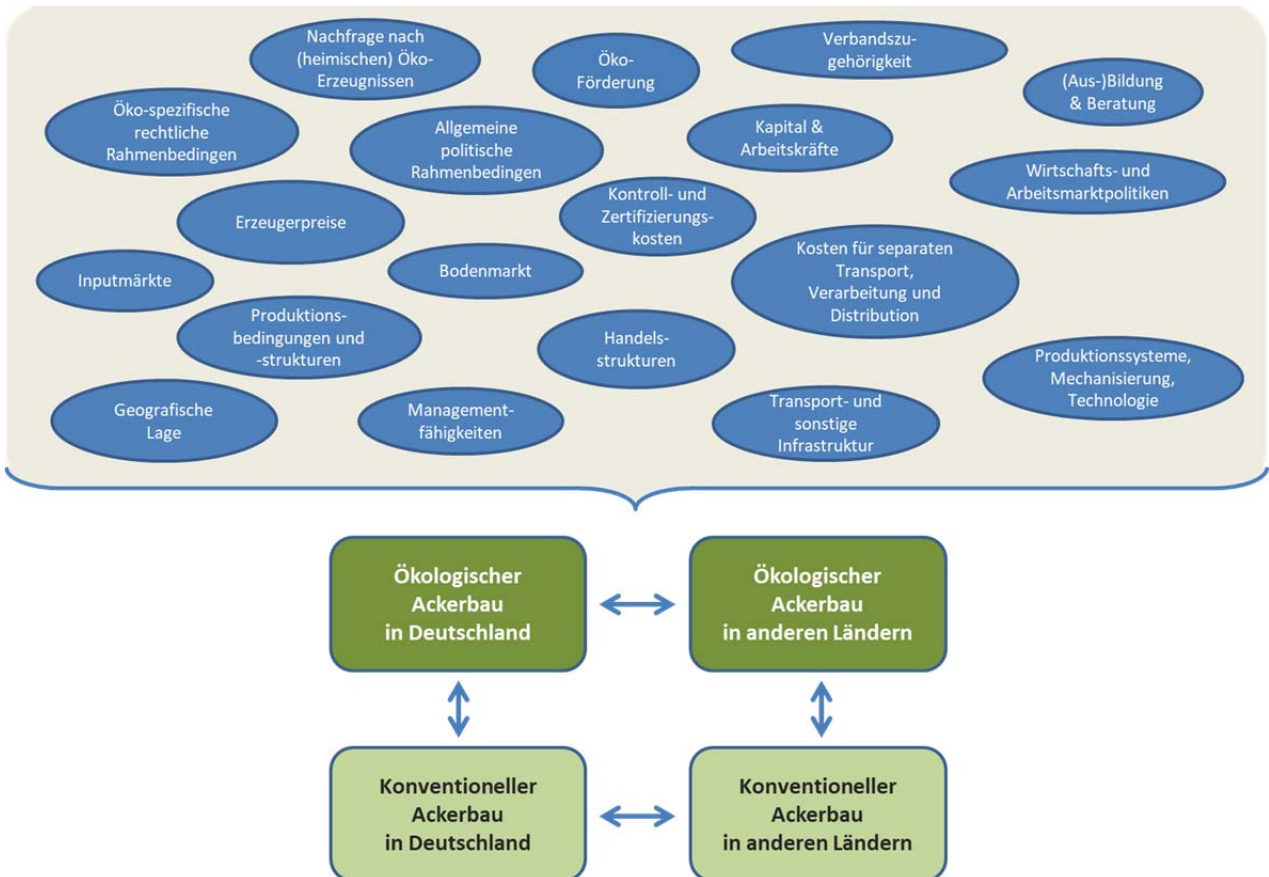 Nachfrage nach
(heimischen) Öko-
Erzeugnissen
Öko-
Förderung
Verbandszu-
gehörigkeit
(Aus-)Bildung
& Beratung
Öko-spezifische
rechtliche
Rahmenbedingen
Allgemeine
politische
Rahmenbedingen
Kapital &
Arbeitskräfte
Wirtschafts- und
Arbeitsmarktpolitiken
Erzeugerpreise
Kontroll- und
Zertifizierungs-
kosten
Kosten für separaten
Transport,
Verarbeitung und
Distribution
Inputmärkte
Bodenmarkt
Produktions-
bedingungen und
-strukturen
Handels-
strukturen
Produktionssysteme,
Mechanisierung,
Technologie
Geografische
Lage
Management-
fähigkeiten
Transport- und
sonstige
Infrastruktur
Ökologischer
Ackerbau
in Deutschland
Ökologischer
Ackerbau
in anderen Ländern
Konventioneller
Ackerbau
in Deutschland
Konventioneller
Ackerbau
in anderen Ländern